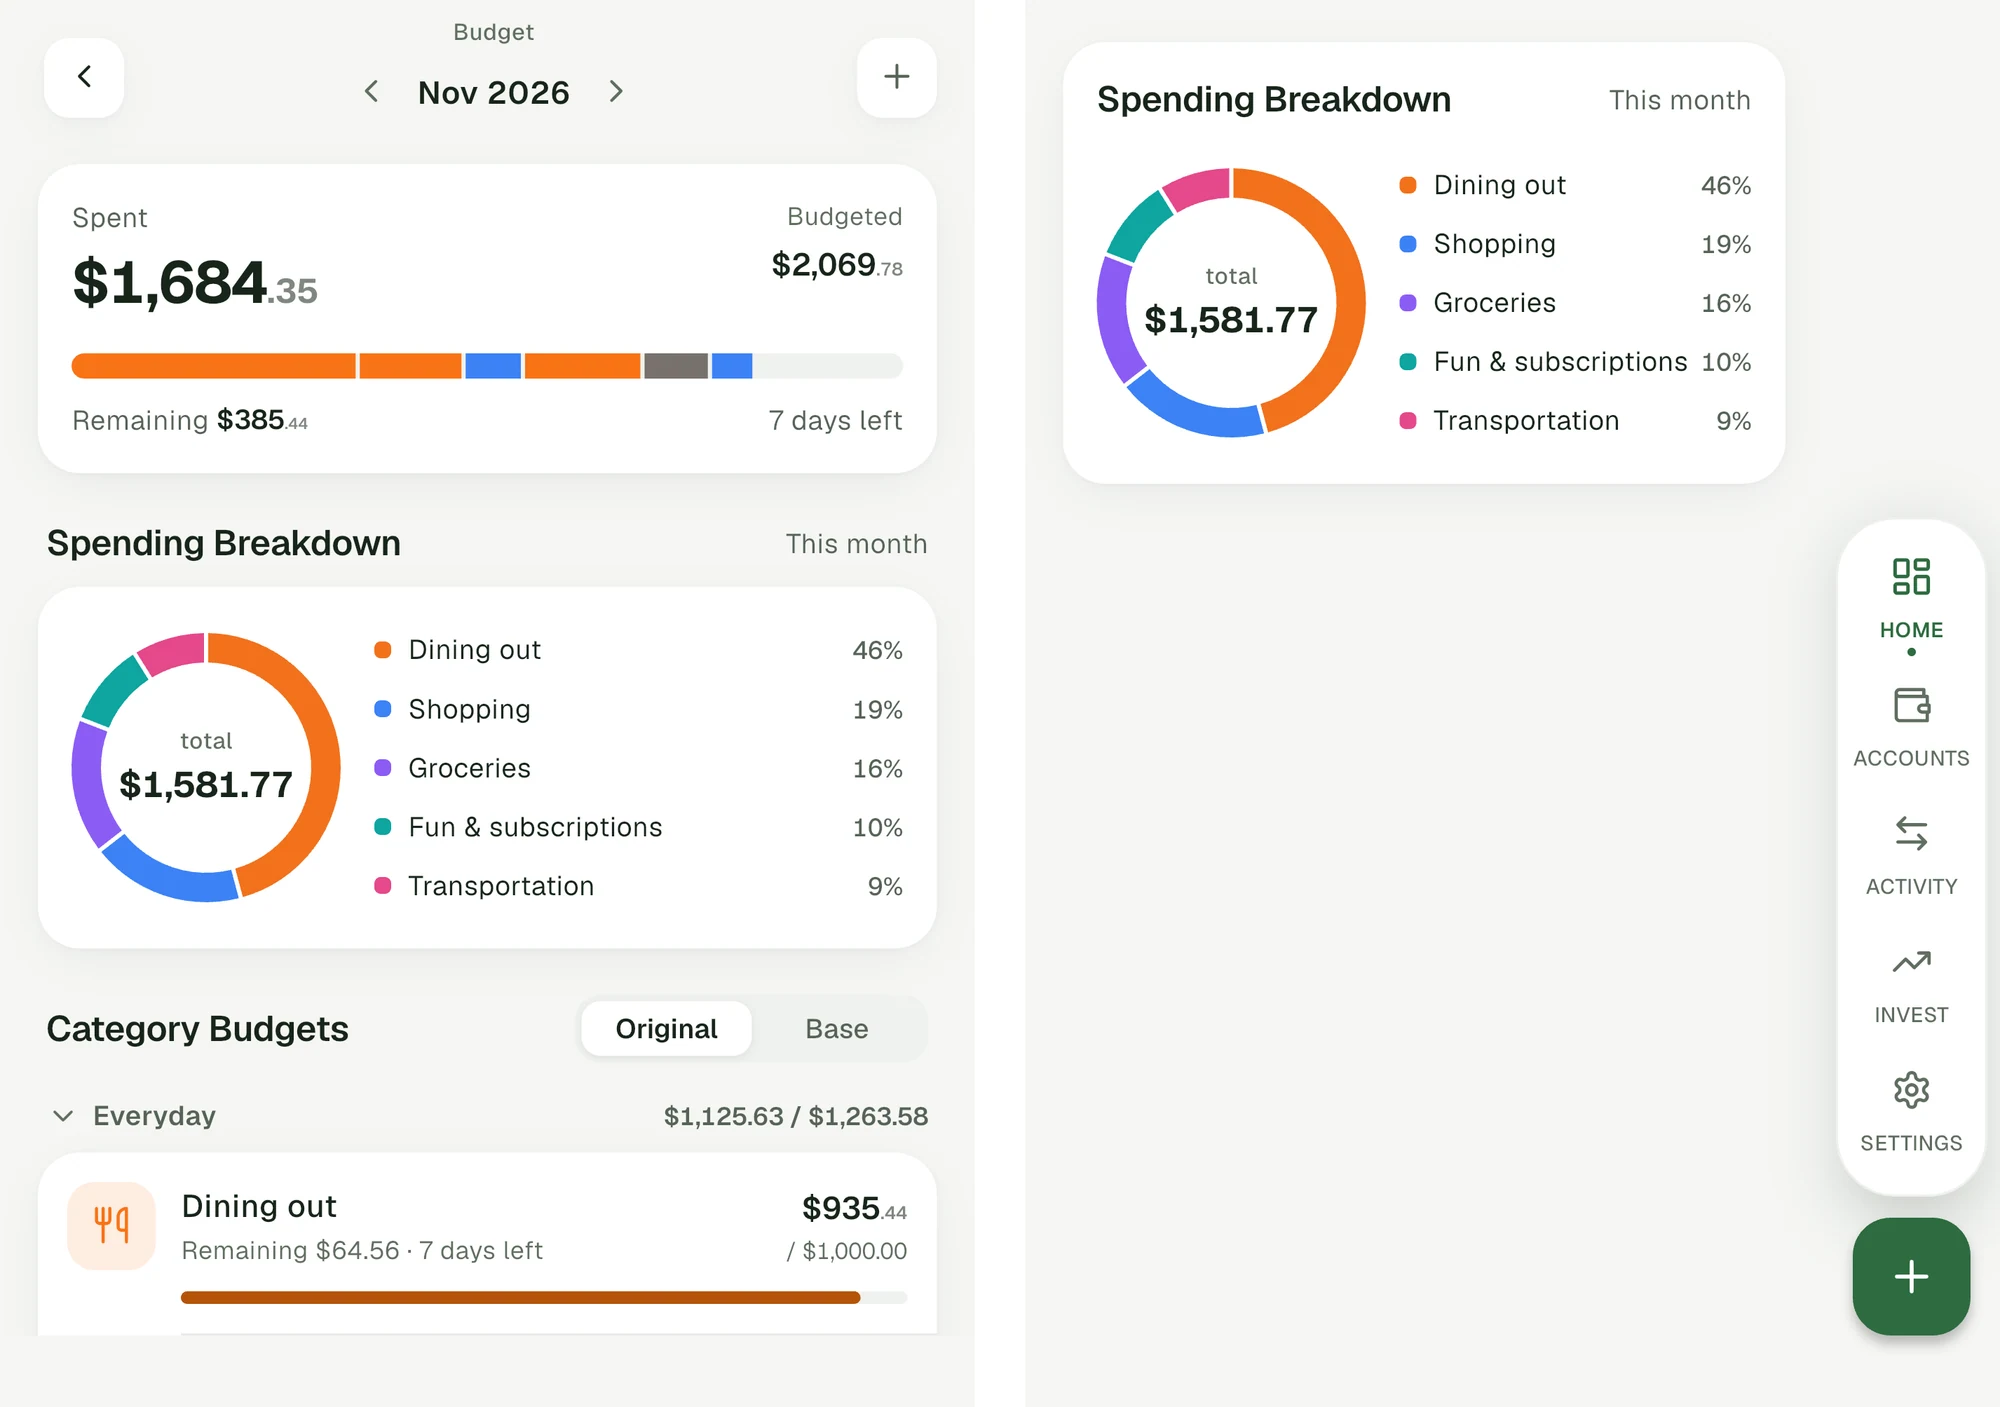 Budget
Nov 2026
Spent
Budgeted
$1,684.35
$2,069.78
Remaining $385.44
7 days left
Spending Breakdown
This month
total
$1,581.77
Dining out 46%
Shopping 19%
Groceries 16%
Fun & subscriptions 10%
Transportation 9%
Category Budgets
Original
Base
Everyday
$1,125.63 / $1,263.58
Dining out
$935.44
Remaining $64.56 · 7 days left
/ $1,000.00
Spending Breakdown
This month
total
$1,581.77
Dining out 46%
Shopping 19%
Groceries 16%
Fun & subscriptions 10%
Transportation 9%
HOME
ACCOUNTS
ACTIVITY
INVEST
SETTINGS